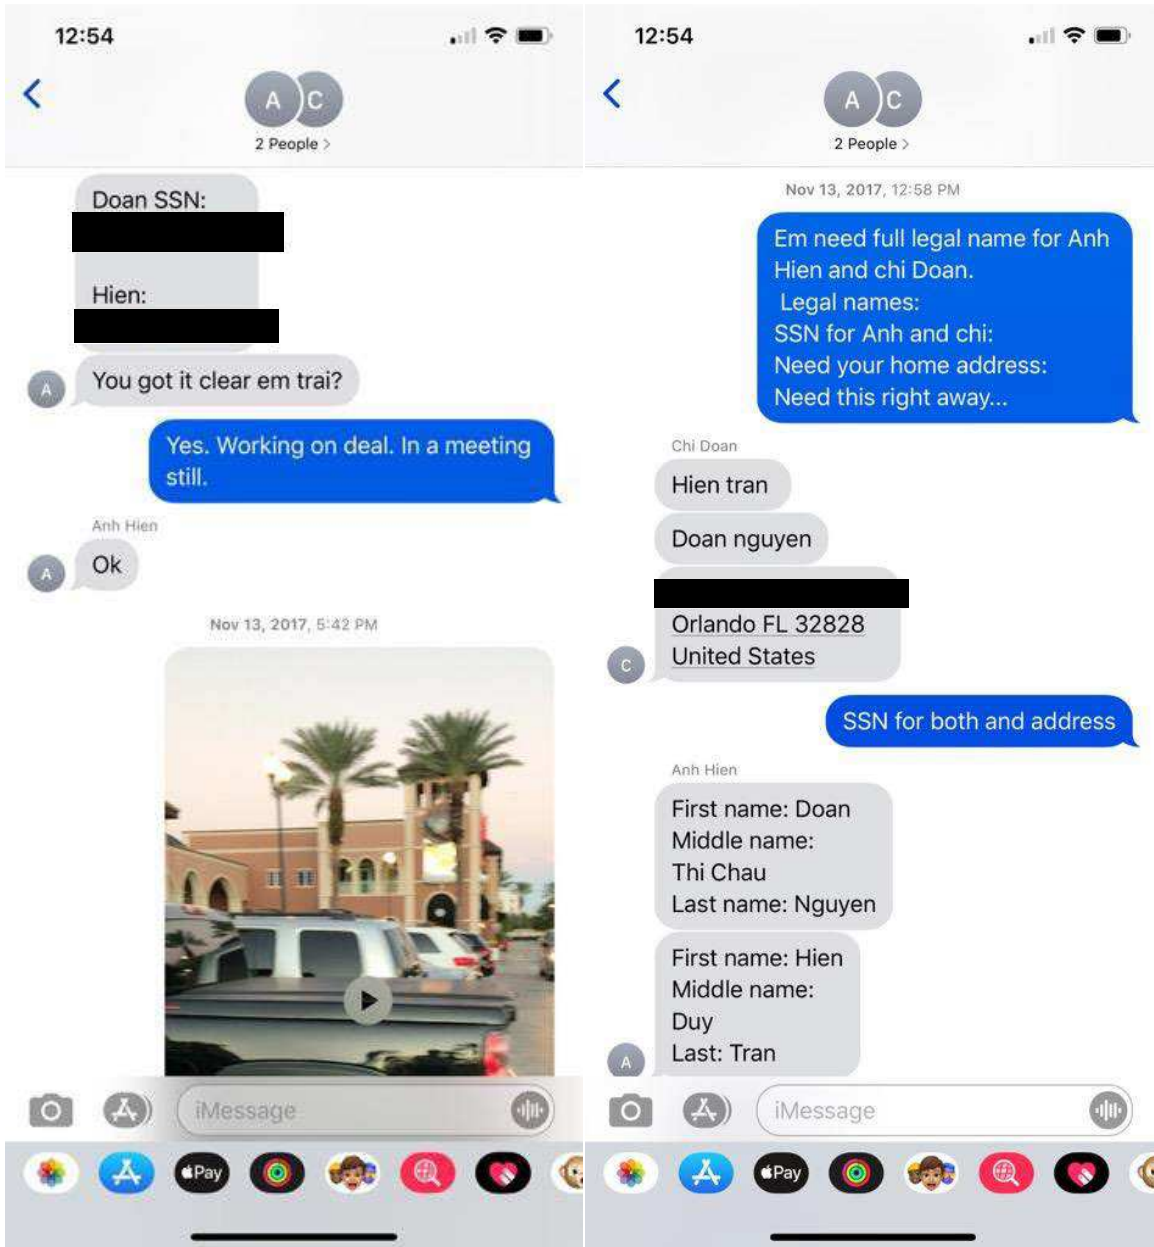 12:54
A C
2 People >
Doan SSN:
Hien:
A
You got it clear em trai?
Yes. Working on deal. In a meeting
still.
Anh Hien
A
Ok
Nov 13, 2017, 5:42 PM
iMessage
Pay
12:54
A C
2 People >
Nov 13, 2017, 12:58 PM
Em need full legal name for Anh
Hien and chi Doan.
Legal names:
SSN for Anh and chi:
Need your home address:
Need this right away...
Chi Doan
Hien tran
Doan nguyen
Orlando FL 32828
United States
C
SSN for both and address
Anh Hien
First name: Doan
Middle name:
Thi Chau
Last name: Nguyen
First name: Hien
Middle name:
Duy
Last: Tran
A
iMessage
Pay